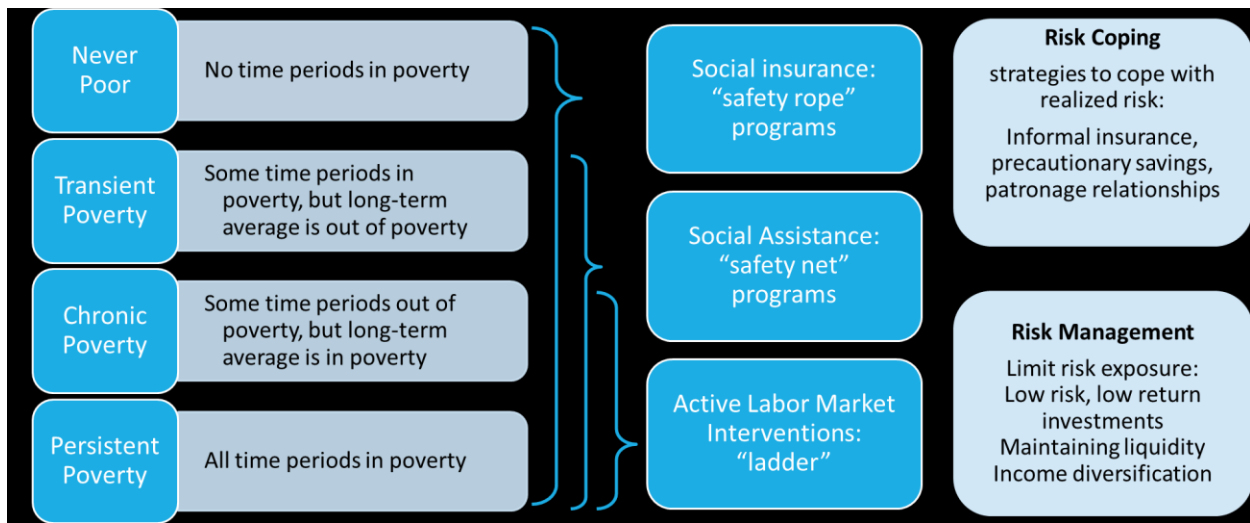 Never
Poor
No time periods in poverty
Transient
Poverty
Some time periods in
poverty, but long-term
average is out of poverty
Chronic
Poverty
Some time periods out of
poverty, but long-term
average is in poverty
Persistent
Poverty
All time periods in poverty
Social insurance:
“safety rope”
programs
Social Assistance:
“safety net”
programs
Active Labor Market
Interventions:
“ladder”
Risk Coping
strategies to cope with
realized risk:
Informal insurance,
precautionary savings,
patronage relationships
Risk Management
Limit risk exposure:
Low risk, low return
investments
Maintaining liquidity
Income diversification